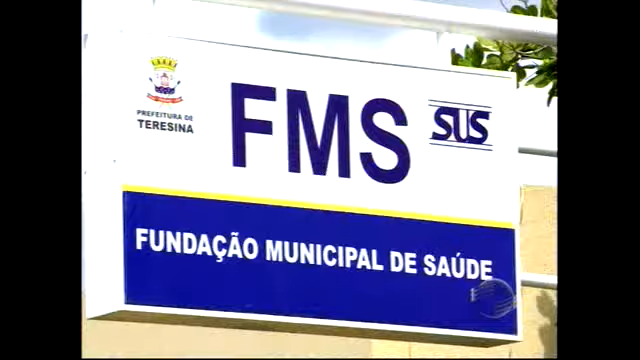 PREFEITURA DE
TERESINA
FMS
SUS
FUNDAÇÃO MUNICIPAL DE SAÚDE